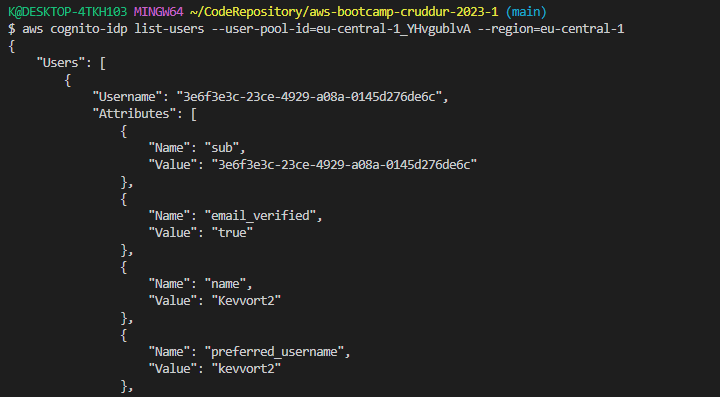 K@DESKTOP-4TKH103 MINGW64 ~/CodeRepository/aws-bootcamp-cruddur-2023-1 (main)
$ aws cognito-idp list-users --user-pool-id=eu-central-1_YHvgublvA --region=eu-central-1
{
    "Users": [
        {
            "Username": "3e6f3e3c-23ce-4929-a08a-0145d276de6c",
            "Attributes": [
                {
                    "Name": "sub",
                    "Value": "3e6f3e3c-23ce-4929-a08a-0145d276de6c"
                },
                {
                    "Name": "email_verified",
                    "Value": "true"
                },
                {
                    "Name": "name",
                    "Value": "Kevvort2"
                },
                {
                    "Name": "preferred_username",
                    "Value": "kevvort2"
                },